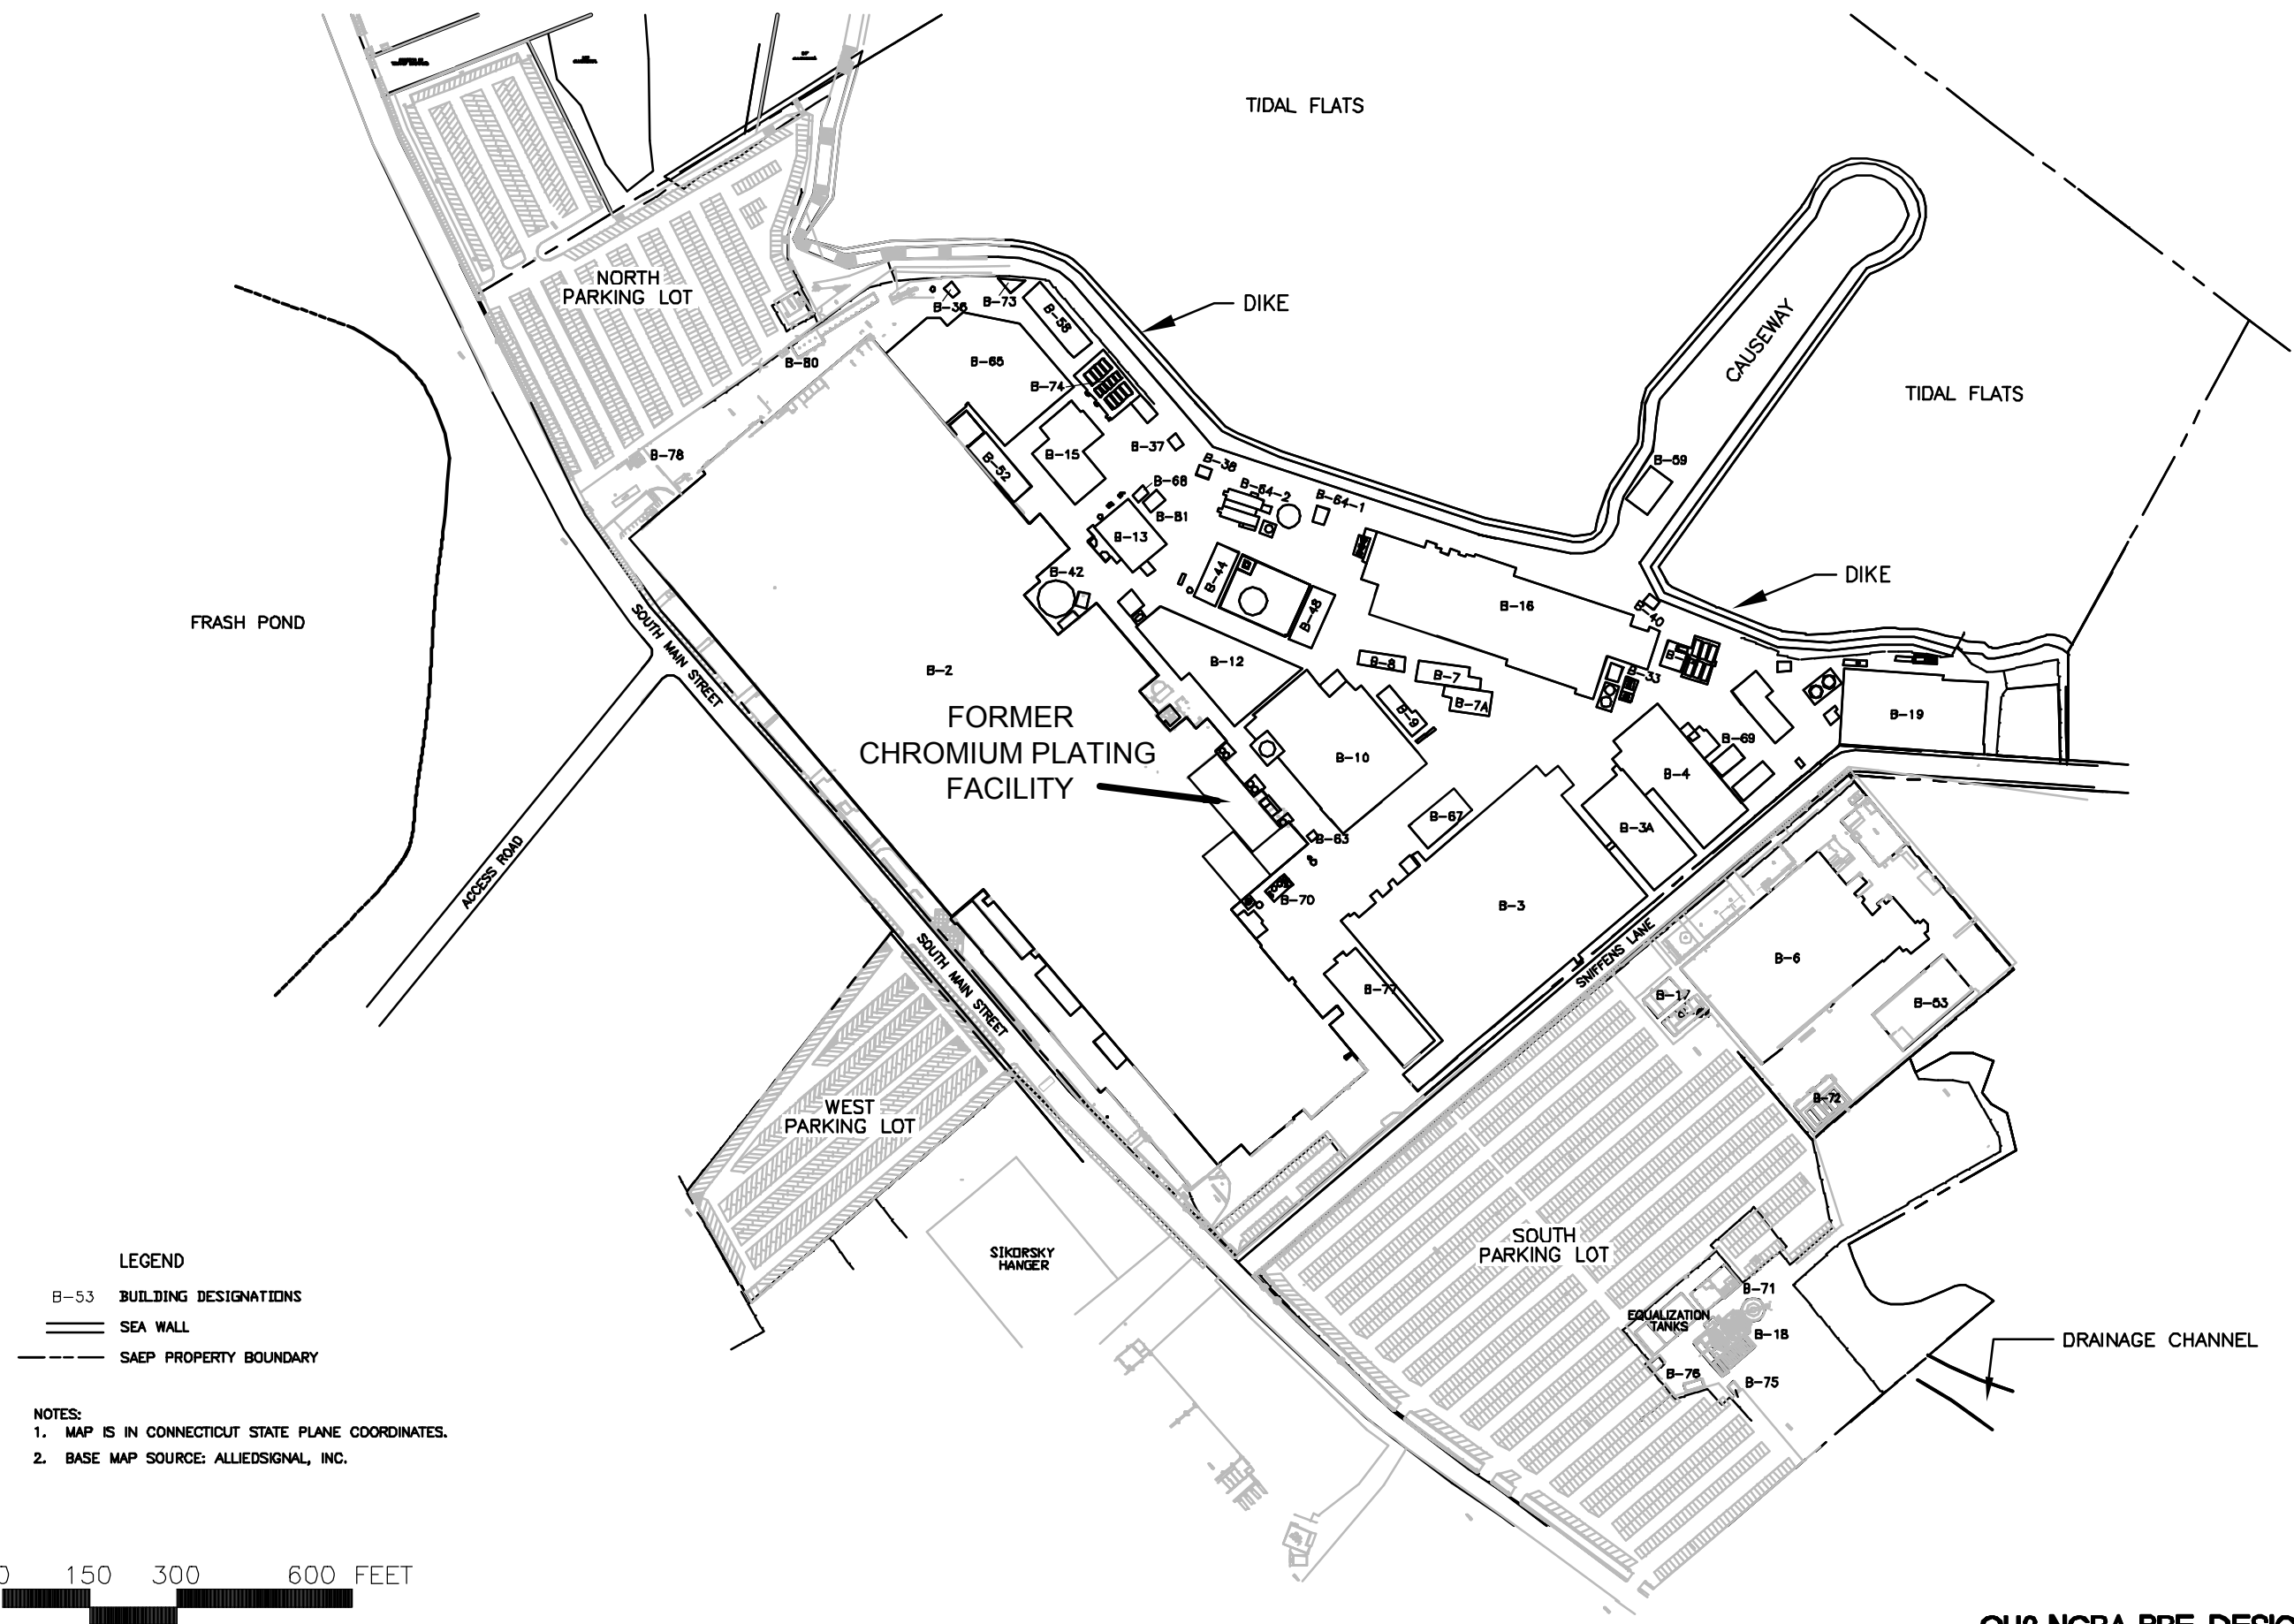 TIDAL FLATS
NORTH
PARKING LOT
B-36
B-73
B-58
DIKE
CAUSEWAY
B-80
B-65
B-74
TIDAL FLATS
B-78
B-52
B-15
B-37
B-38
B-68
B-81
B-64-2
B-64-1
B-59
B-13
B-42
B-44
B-48
B-16
DIKE
B-40
FRASH POND
SOUTH MAIN STREET
B-2
B-12
B-8
B-7
B-7A
B-9
B-33
B-19
FORMER
CHROMIUM PLATING
FACILITY
B-10
B-69
B-4
B-67
B-3A
B-63
ACCESS ROAD
B-70
B-3
SOUTH MAIN STREET
SNIFFENS LANE
B-77
B-6
B-17
B-53
B-72
WEST
PARKING LOT
SIKORSKY
HANGER
SOUTH
PARKING LOT
B-71
EQUALIZATION
TANKS
B-18
B-76
B-75
DRAINAGE CHANNEL
LEGEND
B-53 BUILDING DESIGNATIONS
SEA WALL
SAEP PROPERTY BOUNDARY
NOTES:
1. MAP IS IN CONNECTICUT STATE PLANE COORDINATES.
2. BASE MAP SOURCE: ALLIEDSIGNAL, INC.
0 150 300 600 FEET